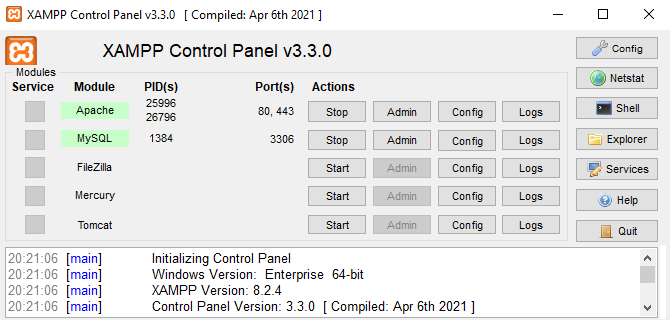 XAMPP Control Panel v3.3.0 [ Compiled: Apr 6th 2021 ]
XAMPP Control Panel v3.3.0
Config
Modules
Service Module PID(s) Port(s) Actions
Netstat
Apache 25996 26796 80, 443 Stop Admin Config Logs
Shell
MySQL 1384 3306 Stop Admin Config Logs
Explorer
FileZilla Start Admin Config Logs
Services
Mercury Start Admin Config Logs
Help
Tomcat Start Admin Config Logs
Quit
20:21:06 [main] Initializing Control Panel
20:21:06 [main] Windows Version: Enterprise 64-bit
20:21:06 [main] XAMPP Version: 8.2.4
20:21:06 [main] Control Panel Version: 3.3.0 [ Compiled: Apr 6th 2021 ]